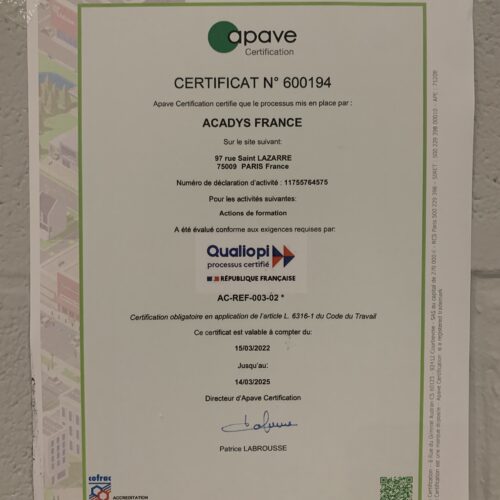 apave
Certification
CERTIFICAT N° 600194
Apave Certification certifie que le processus mis en place par :
ACADYS FRANCE
Sur le site suivant:
97 rue Saint LAZARRE
75009 PARIS France
Numéro de déclaration d'activité : 11755764575
Pour les activités suivantes:
Actions de formation
A été évalué conforme aux exigences requises par:
Qualiopi
processus certifié
RÉPUBLIQUE FRANÇAISE
AC-REF-003-02 *
Certification obligatoire en application de l'article L. 6316-1 du Code du Travail
Ce certificat est valable à compter du:
15/03/2022
Jusqu'au:
14/03/2025
Directeur d'Apave Certification
Patrice LABROUSSE
cofrac
ACCREDITATION